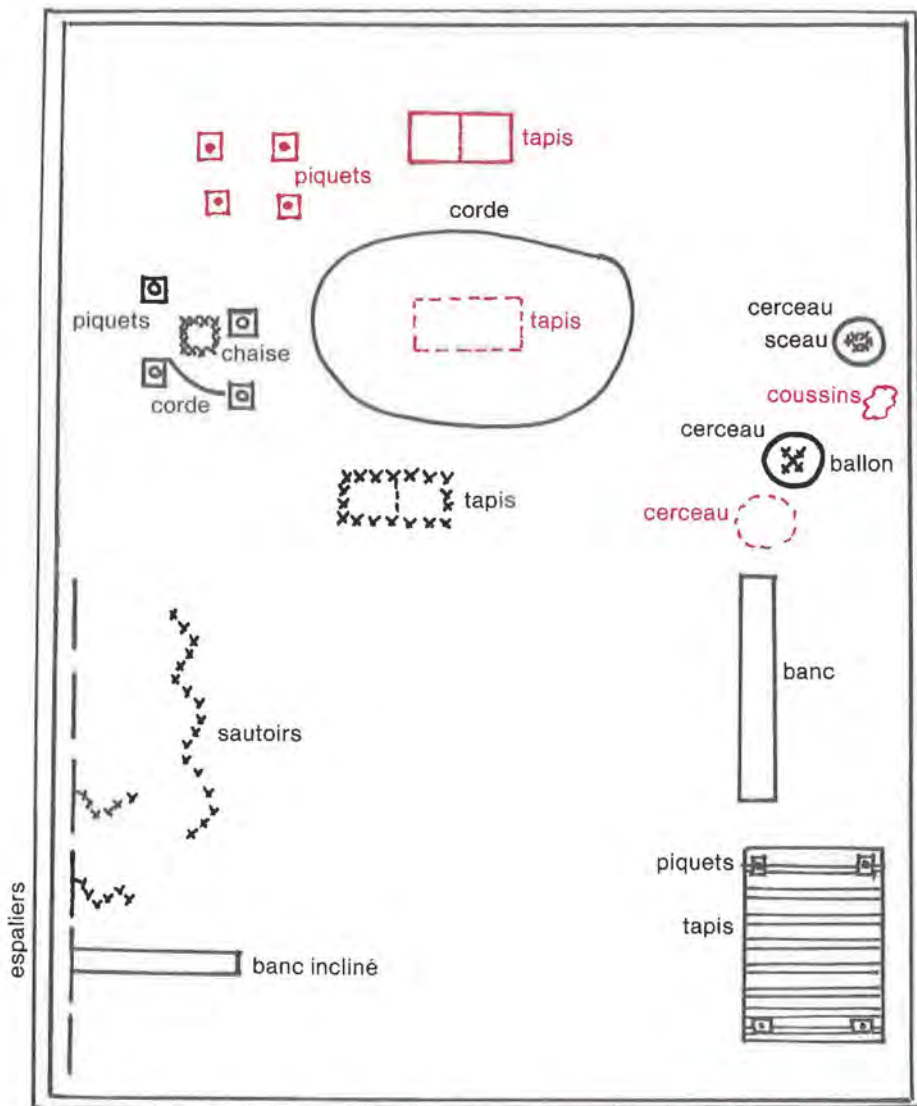 tapis
piquets
corde
piquets
chaise
corde
tapis
cerceau
sceau
coussins
cerceau
ballon
cerceau
tapis
sautoirs
banc
espaliers
piquets
tapis
banc incliné